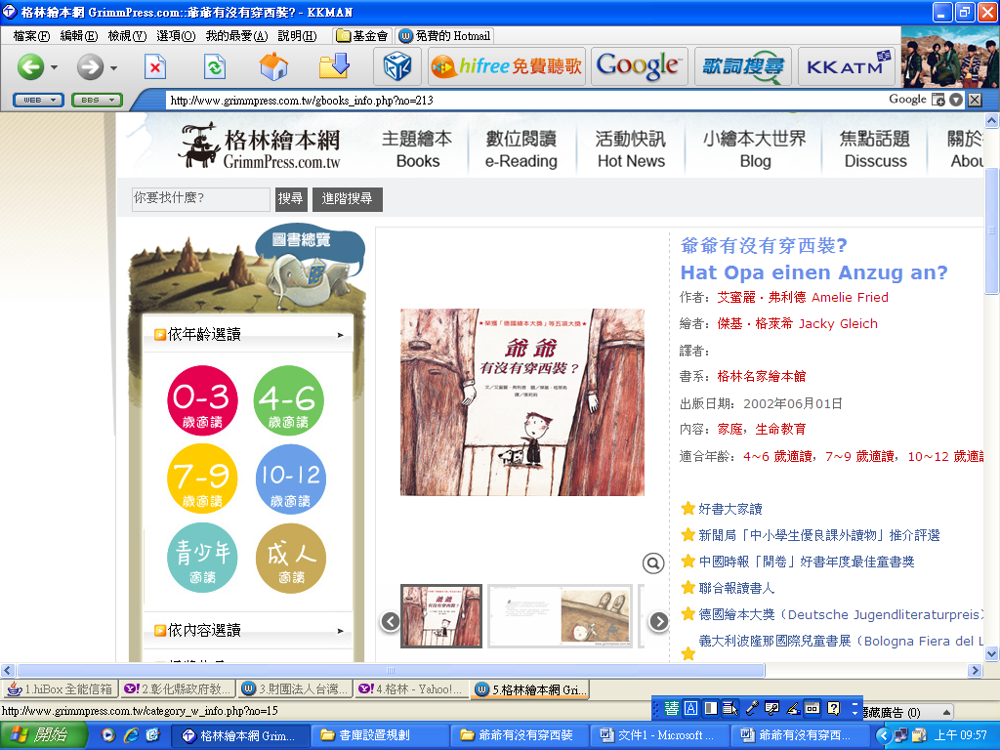 格林繪本網 GrimmPress.com::爺爺有沒有穿西裝? - KKMAN
檔案(F) 編輯(E) 檢視(V) 選項(O) 我的最愛(A) 說明(H) 基金會 免費的 Hotmail
hifree 免費聽歌 Google 歌詞搜尋 KK ATM
WEB BBS http://www.grimmpress.com.tw/gbooks_info.php?no=213 Google
格林繪本網 主題繪本 數位閱讀 活動快訊 小繪本大世界 焦點話題 關於
GrimmPress.com.tw Books e-Reading Hot News Blog Disscuss Abou
你要找什麼? 搜尋 進階搜尋
圖書總覽
依年齡選讀
0-3
歲適讀
4-6
歲適讀
7-9
歲適讀
10-12
歲適讀
青少年
適讀
成人
適讀
依內容選讀
★榮獲「德國繪本大獎」等五項大獎★
爺爺
有沒有穿西裝？
爺爺有沒有穿西裝?
Hat Opa einen Anzug an?
作者: 艾蜜麗・弗利德 Amelie Fried
繪者: 傑基・格萊希 Jacky Gleich
譯者:
書系: 格林名家繪本館
出版日期: 2002年06月01日
內容: 家庭, 生命教育
適合年齡: 4~6 歲適讀, 7~9 歲適讀, 10~12 歲適讀
好書大家讀
新聞局「中小學生優良課外讀物」推介評選
中國時報「開卷」好書年度最佳童書獎
聯合報讀書人
德國繪本大獎（Deutsche Jugendliteraturpreis）
義大利波隆那國際兒童書展（Bologna Fiera del L
1.hiBox 全能信箱 2.彰化縣政府教... 3.財團法人台灣... 4.格林 - Yahoo!... 5.格林繪本網 Gri...
http://www.grimmpress.com.tw/category_w_info.php?no=15 隱藏廣告 (0)
開始 格林繪本網 Grim... 書庫設置規劃 爺爺有沒有穿西裝 文件1 - Microsoft ... 爺爺有沒有穿西... 上午 09:57